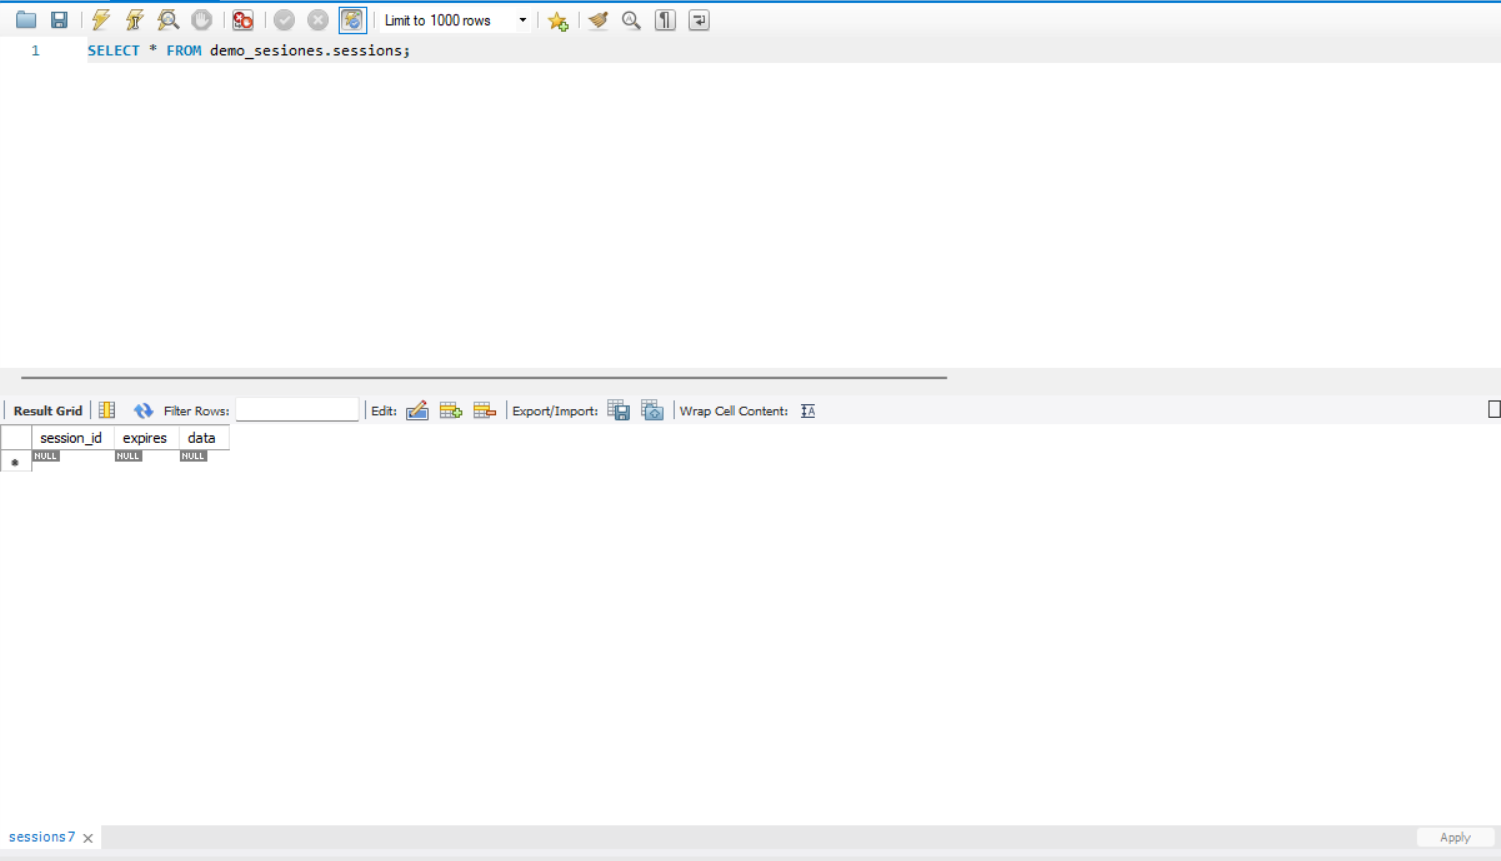 Limit to 1000 rows
1 SELECT * FROM demo_sesiones.sessions;
Result Grid Filter Rows: Edit: Export/Import: Wrap Cell Content: IA
session_id expires data
NULL NULL NULL
sessions7 Apply